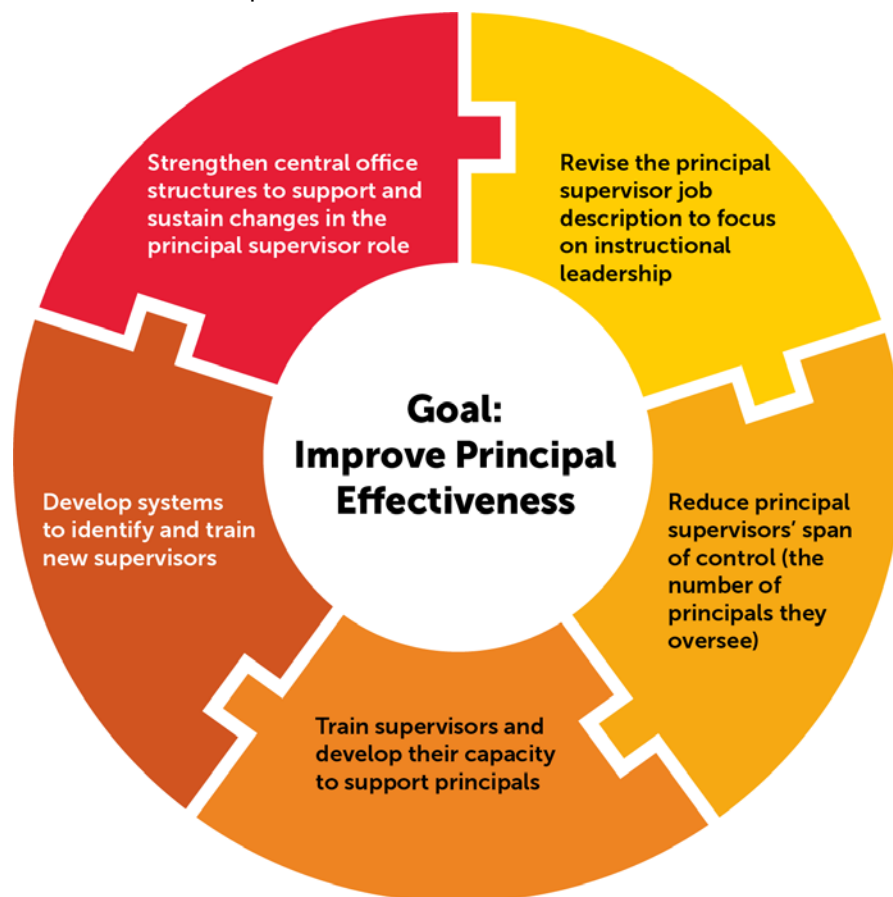 Strengthen central office
structures to support and
sustain changes in the
principal supervisor role
Revise the principal
supervisor job
description to focus
on instructional
leadership
Goal:
Improve Principal
Effectiveness
Develop systems
to identify and train
new supervisors
Reduce principal
supervisors’ span
of control (the
number of
principals they
oversee)
Train supervisors and
develop their capacity
to support principals